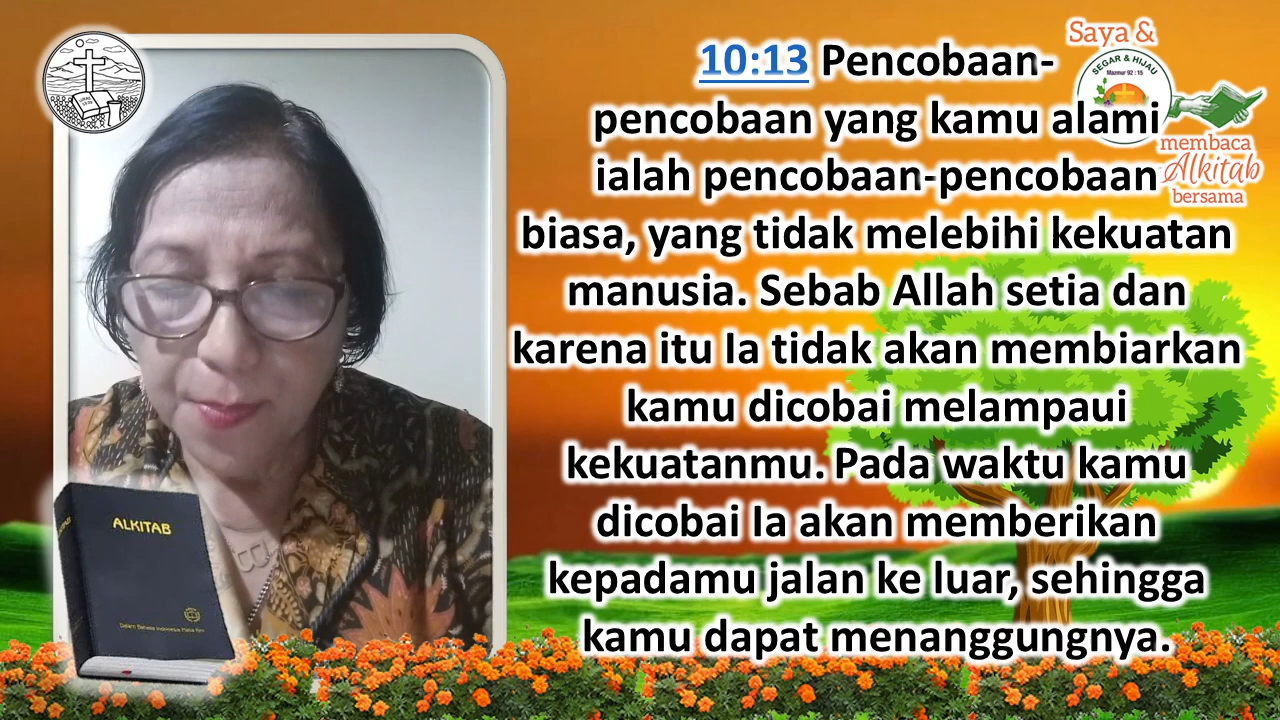 Saya &
SEGAR & HIJAU
Mazmur 92 : 15
membaca
Alkitab
bersama
10:13 Pencobaan-
pencobaan yang kamu alami
ialah pencobaan-pencobaan
biasa, yang tidak melebihi kekuatan
manusia. Sebab Allah setia dan
karena itu Ia tidak akan membiarkan
kamu dicobai melampaui
kekuatanmu. Pada waktu kamu
dicobai Ia akan memberikan
kepadamu jalan ke luar, sehingga
kamu dapat menanggungnya.
ALKITAB